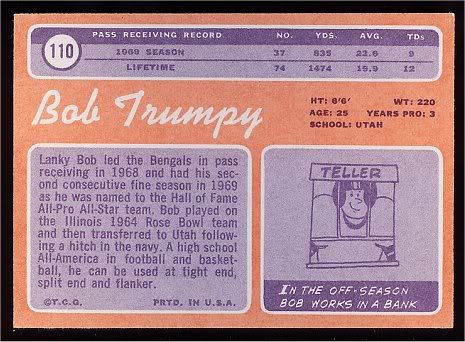 110
PASS RECEIVING RECORD NO. YDS. AVG. TDs
1969 SEASON 37 835 22.6 9
LIFETIME 74 1474 19.9 12
Bob Trumpy
HT: 6'6' WT: 220
AGE: 25 YEARS PRO: 3
SCHOOL: UTAH
Lanky Bob led the Bengals in pass
receiving in 1968 and had his sec-
ond consecutive fine season in 1969
as he was named to the Hall of Fame
All-Pro All-Star team. Bob played on
the Illinois 1964 Rose Bowl team
and then transferred to Utah follow-
ing a hitch in the navy. A high school
All-America in football and basket-
ball, he can be used at tight end,
split end and flanker.
©T.C.G. PRTD. IN U.S.A.
TELLER
IN THE OFF-SEASON
BOB WORKS IN A BANK